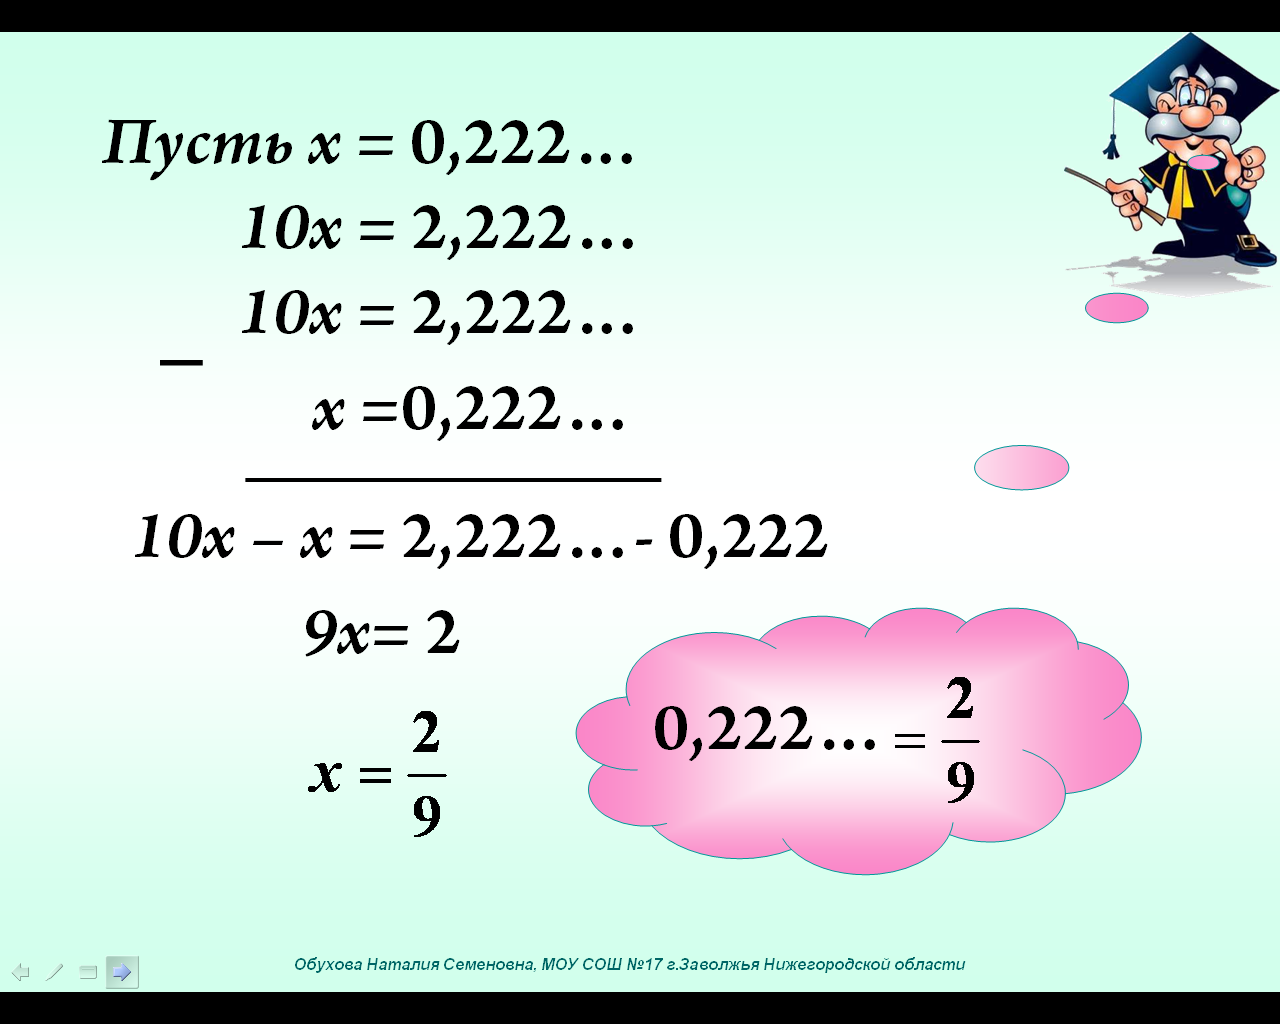 Пусть x = 0,222…
10x = 2,222…
10x = 2,222…
–
x =0,222…
10x – x = 2,222…- 0,222
9x= 2
x = 2/9
0,222… = 2/9
Обухова Наталия Семеновна, МОУ СОШ №17 г.Заволжья Нижегородской области